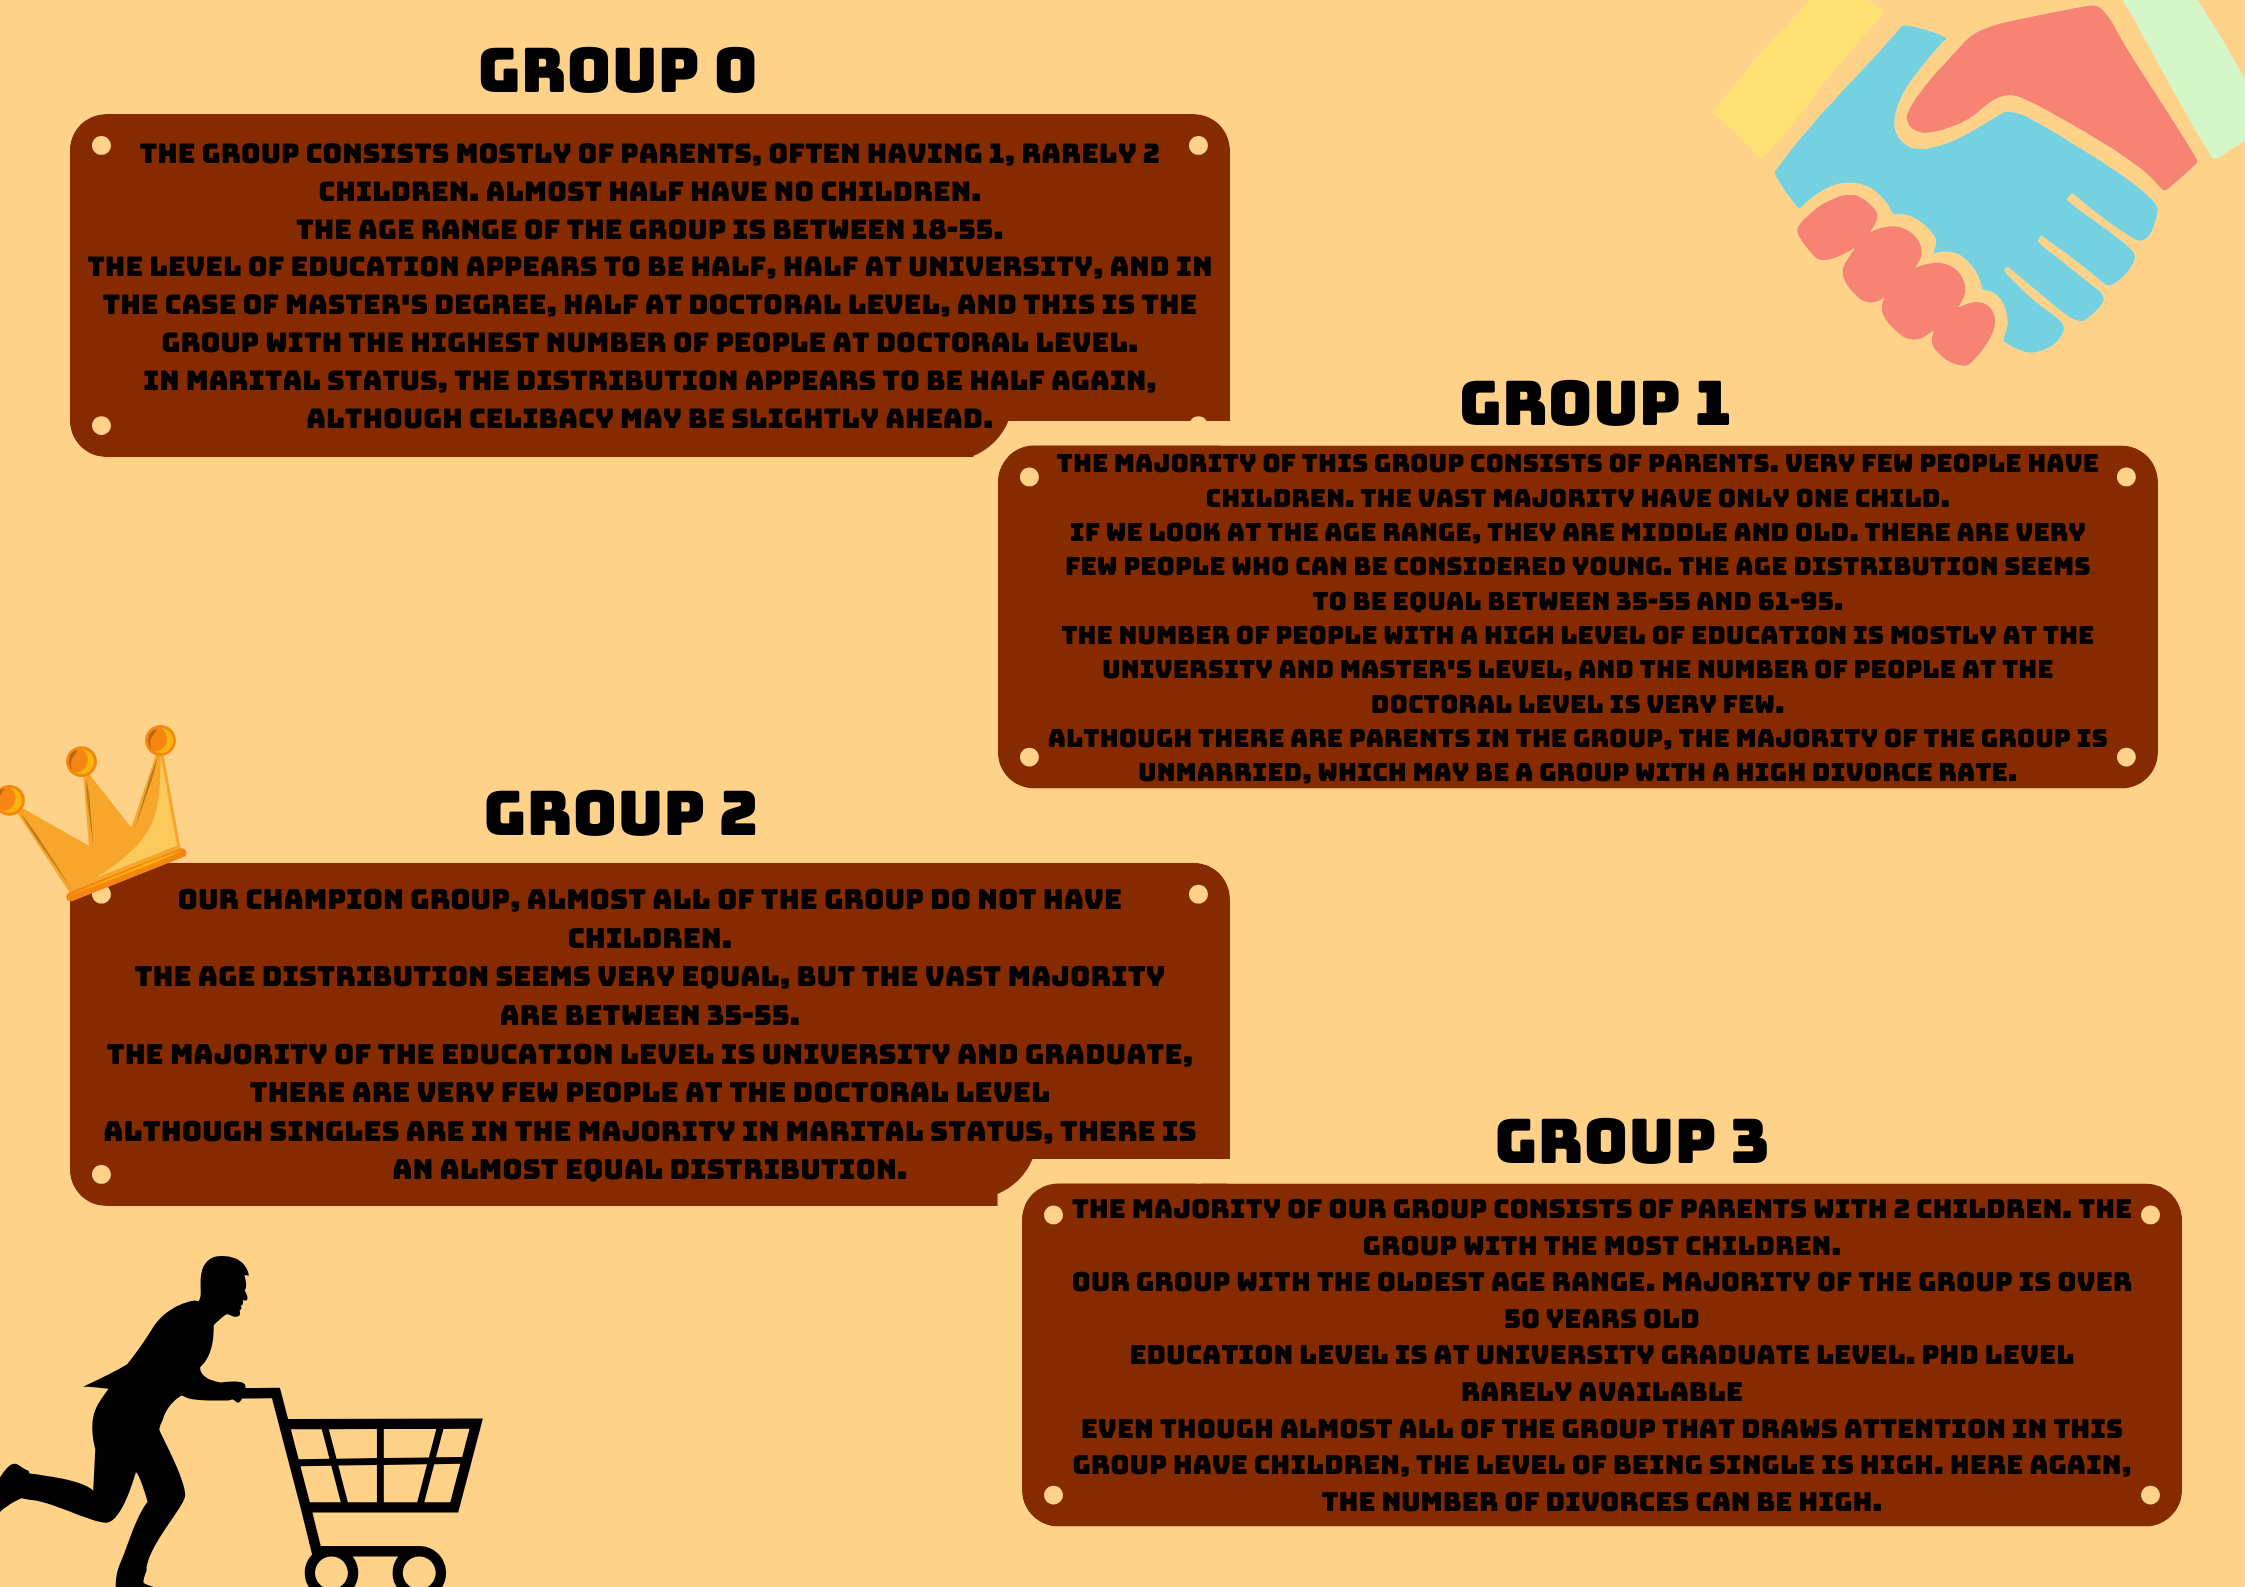 GROUP 0
THE GROUP CONSISTS MOSTLY OF PARENTS, OFTEN HAVING 1, RARELY 2
CHILDREN. ALMOST HALF HAVE NO CHILDREN.
THE AGE RANGE OF THE GROUP IS BETWEEN 18-55.
THE LEVEL OF EDUCATION APPEARS TO BE HALF, HALF AT UNIVERSITY, AND IN
THE CASE OF MASTER'S DEGREE, HALF AT DOCTORAL LEVEL, AND THIS IS THE
GROUP WITH THE HIGHEST NUMBER OF PEOPLE AT DOCTORAL LEVEL.
IN MARITAL STATUS, THE DISTRIBUTION APPEARS TO BE HALF AGAIN,
ALTHOUGH CELIBACY MAY BE SLIGHTLY AHEAD.
GROUP 1
THE MAJORITY OF THIS GROUP CONSISTS OF PARENTS. VERY FEW PEOPLE HAVE
CHILDREN. THE VAST MAJORITY HAVE ONLY ONE CHILD.
IF WE LOOK AT THE AGE RANGE, THEY ARE MIDDLE AND OLD. THERE ARE VERY
FEW PEOPLE WHO CAN BE CONSIDERED YOUNG. THE AGE DISTRIBUTION SEEMS
TO BE EQUAL BETWEEN 35-55 AND 61-95.
THE NUMBER OF PEOPLE WITH A HIGH LEVEL OF EDUCATION IS MOSTLY AT THE
UNIVERSITY AND MASTER'S LEVEL, AND THE NUMBER OF PEOPLE AT THE
DOCTORAL LEVEL IS VERY FEW.
ALTHOUGH THERE ARE PARENTS IN THE GROUP, THE MAJORITY OF THE GROUP IS
UNMARRIED, WHICH MAY BE A GROUP WITH A HIGH DIVORCE RATE.
GROUP 2
OUR CHAMPION GROUP, ALMOST ALL OF THE GROUP DO NOT HAVE
CHILDREN.
THE AGE DISTRIBUTION SEEMS VERY EQUAL, BUT THE VAST MAJORITY
ARE BETWEEN 35-55.
THE MAJORITY OF THE EDUCATION LEVEL IS UNIVERSITY AND GRADUATE,
THERE ARE VERY FEW PEOPLE AT THE DOCTORAL LEVEL
ALTHOUGH SINGLES ARE IN THE MAJORITY IN MARITAL STATUS, THERE IS
AN ALMOST EQUAL DISTRIBUTION.
GROUP 3
THE MAJORITY OF OUR GROUP CONSISTS OF PARENTS WITH 2 CHILDREN. THE
GROUP WITH THE MOST CHILDREN.
OUR GROUP WITH THE OLDEST AGE RANGE. MAJORITY OF THE GROUP IS OVER
50 YEARS OLD
EDUCATION LEVEL IS AT UNIVERSITY GRADUATE LEVEL. PHD LEVEL
RARELY AVAILABLE
EVEN THOUGH ALMOST ALL OF THE GROUP THAT DRAWS ATTENTION IN THIS
GROUP HAVE CHILDREN, THE LEVEL OF BEING SINGLE IS HIGH. HERE AGAIN,
THE NUMBER OF DIVORCES CAN BE HIGH.